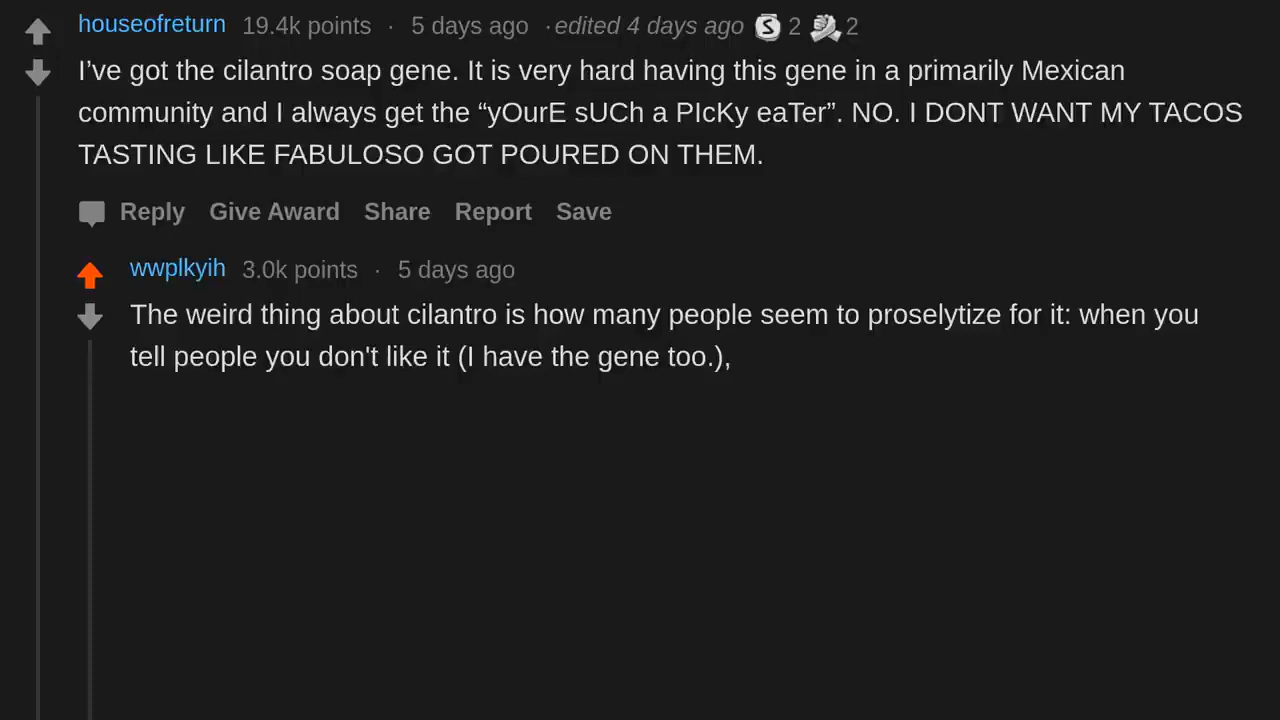 houseofreturn 19.4k points · 5 days ago · edited 4 days ago S 2 2
I’ve got the cilantro soap gene. It is very hard having this gene in a primarily Mexican
community and I always get the “yOurE sUCh a PIcKy eaTer”. NO. I DONT WANT MY TACOS
TASTING LIKE FABULOSO GOT POURED ON THEM.
Reply Give Award Share Report Save
wwplkyih 3.0k points · 5 days ago
The weird thing about cilantro is how many people seem to proselytize for it: when you
tell people you don't like it (I have the gene too.),